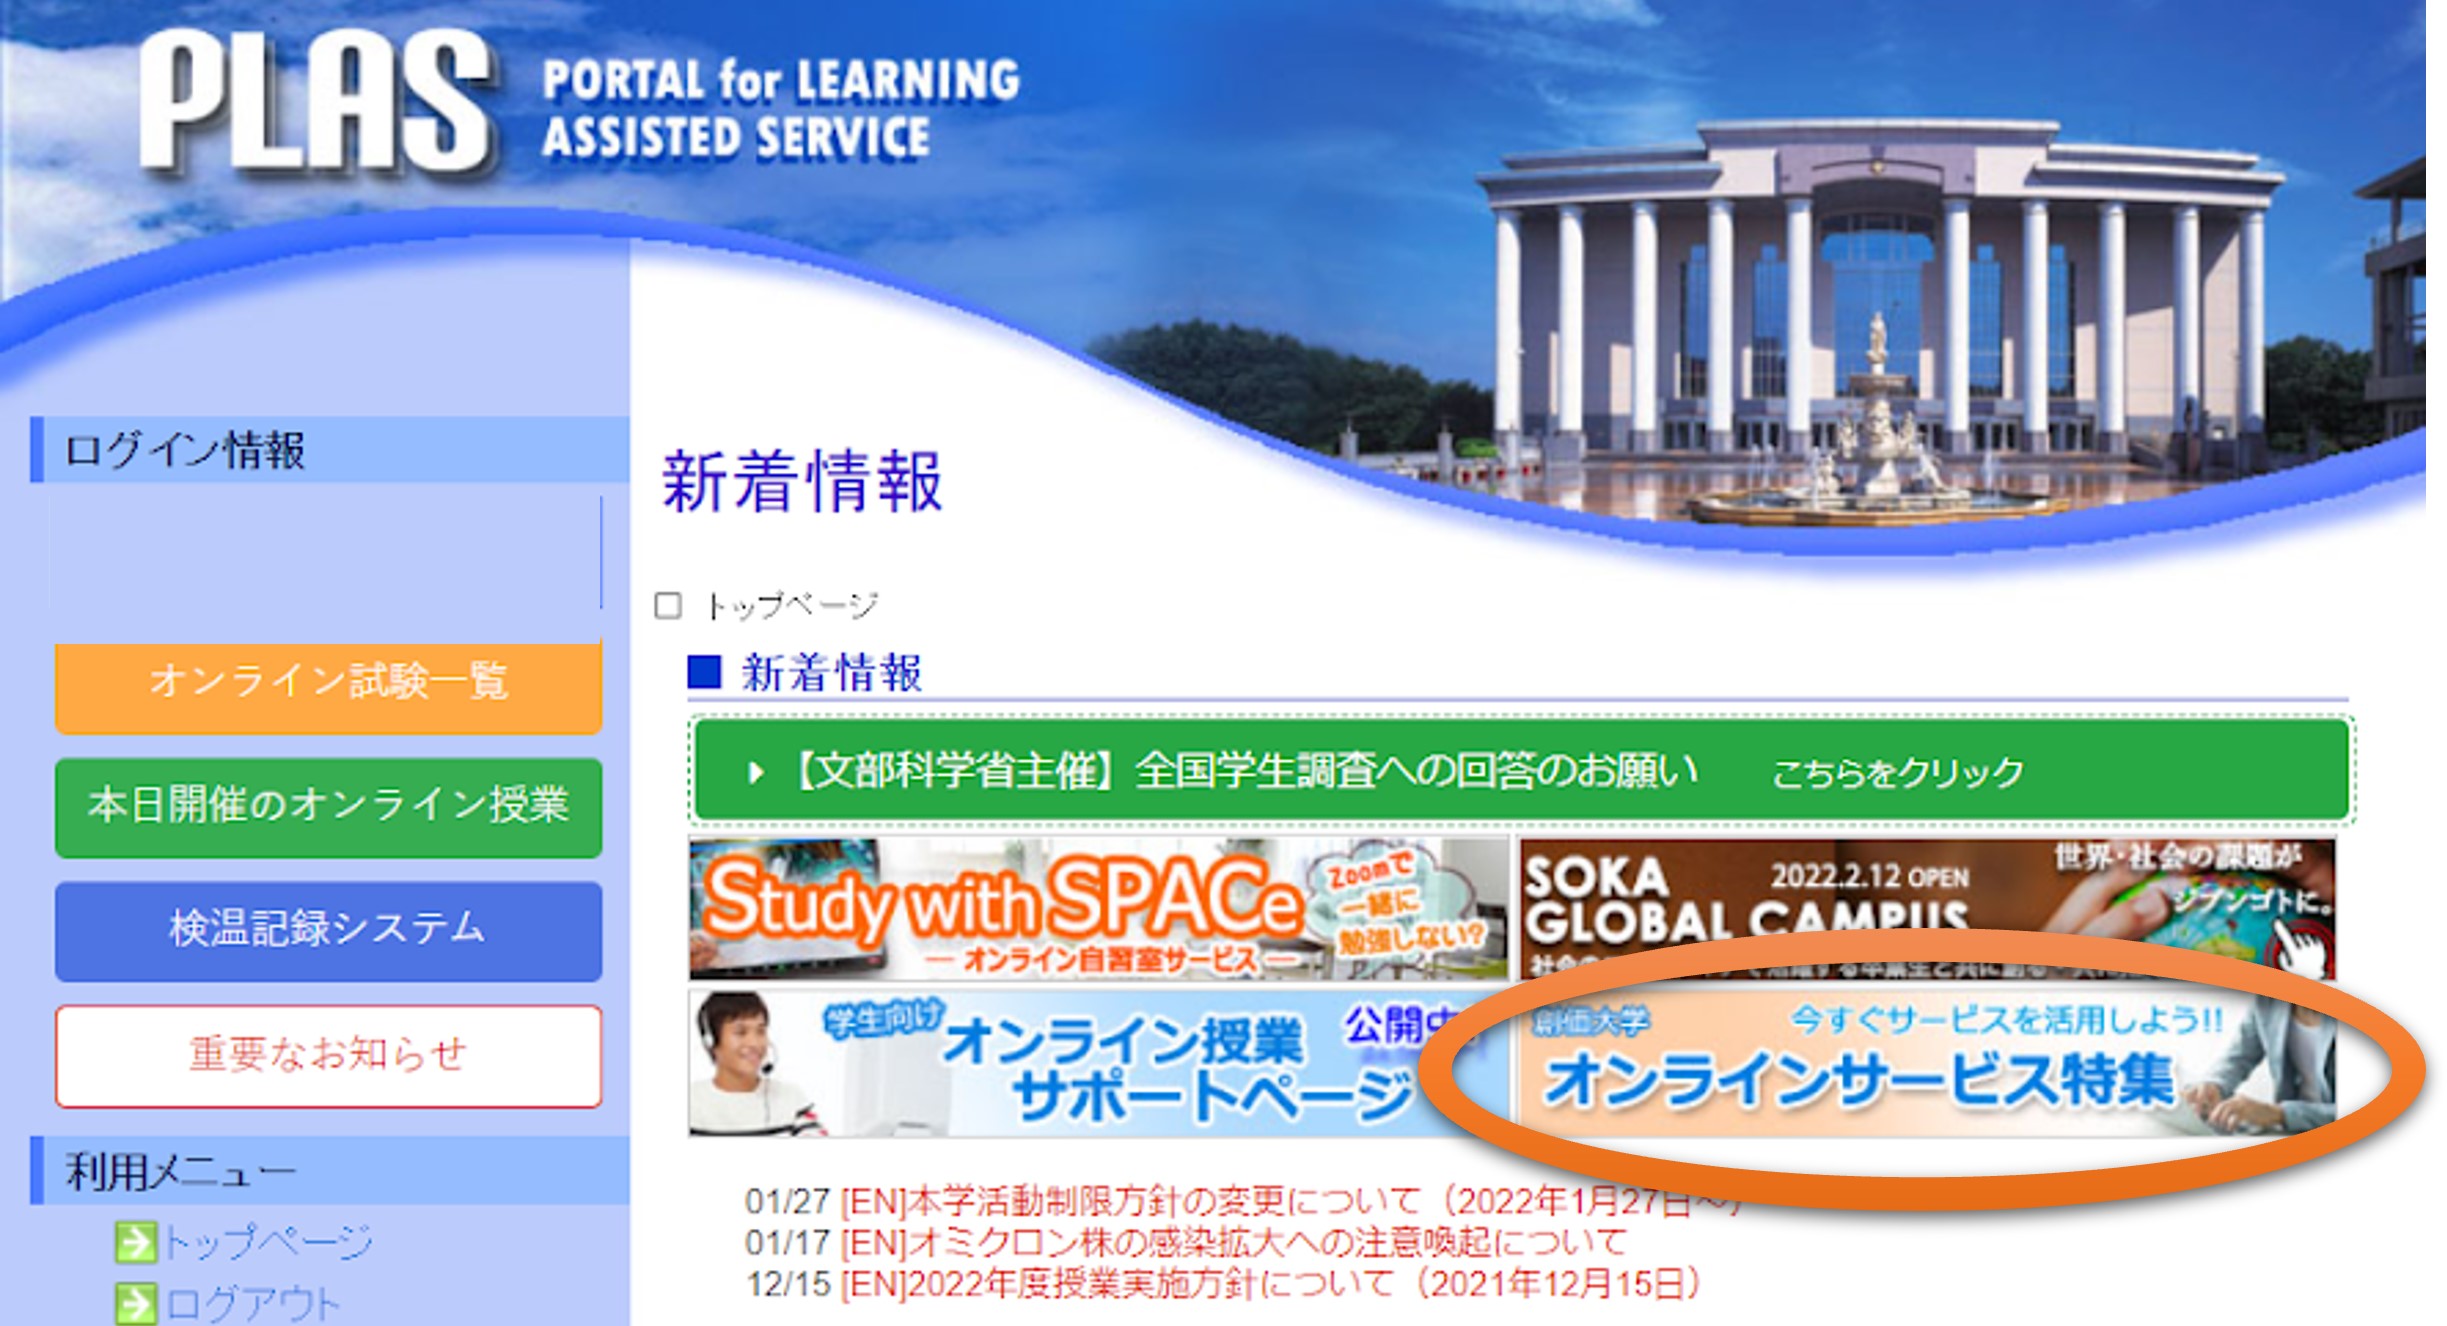 PLAS
PORTAL for LEARNING
ASSISTED SERVICE
ログイン情報
オンライン試験一覧
本日開催のオンライン授業
検温記録システム
重要なお知らせ
利用メニュー
トップページ
ログアウト
新着情報
トップページ
新着情報
【文部科学省主催】全国学生調査への回答のお願い こちらをクリック
Study with SPACe
― オンライン自習室サービス ―
Zoomで
一緒に
勉強しない?
SOKA
GLOBAL CAMPUS
2022.2.12 OPEN
世界・社会の課題が
ジブンゴトに。
学生向け
オンライン授業
サポートページ
公開中
創価大学
今すぐサービスを活用しよう!!
オンラインサービス特集
01/27 [EN]本学活動制限方針の変更について（2022年1月27日～）
01/17 [EN]オミクロン株の感染拡大への注意喚起について
12/15 [EN]2022年度授業実施方針について（2021年12月15日）